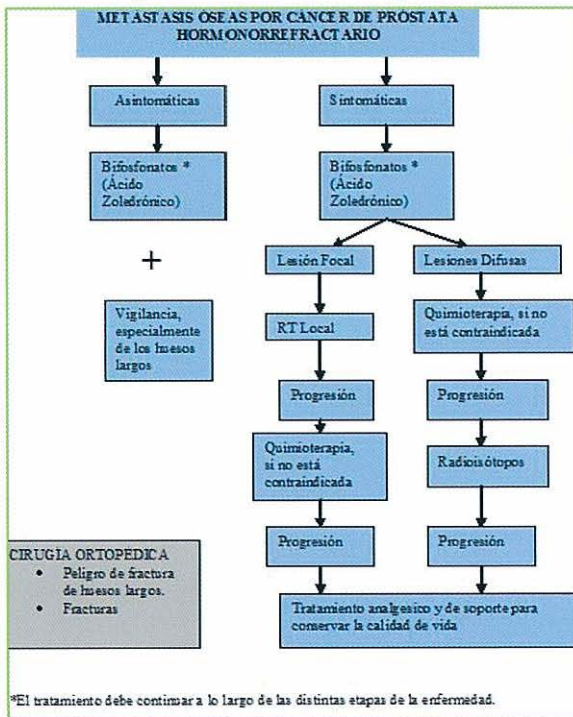 METÁSTASIS ÓSEAS POR CÀNCER DE PRÓSTATA
HORMONORREFRACTARIO
Asintomáticas
Bifosfonatos *
(Ácido
Zoledrónico)
+
Vigilancia,
especialmente
de los huesos
largos
Sintomáticas
Bifosfonatos *
(Ácido
Zoledrónico)
Lesión Focal
RT Local
Progresión
Quimioterapia,
si no está
contraindicada
Progresión
Lesiones Difusas
Quimioterapia, si no
está contraindicada
Progresión
Radioisótopos
Progresión
Tratamiento analgesico y de soporte para
conservar la calidad de vida
CIRUGÍA ORTOPÉDICA
• Peligro de fractura
de huesos largos.
• Fracturas
*El tratamiento debe continuar a lo largo de las distintas etapas de la enfermedad.